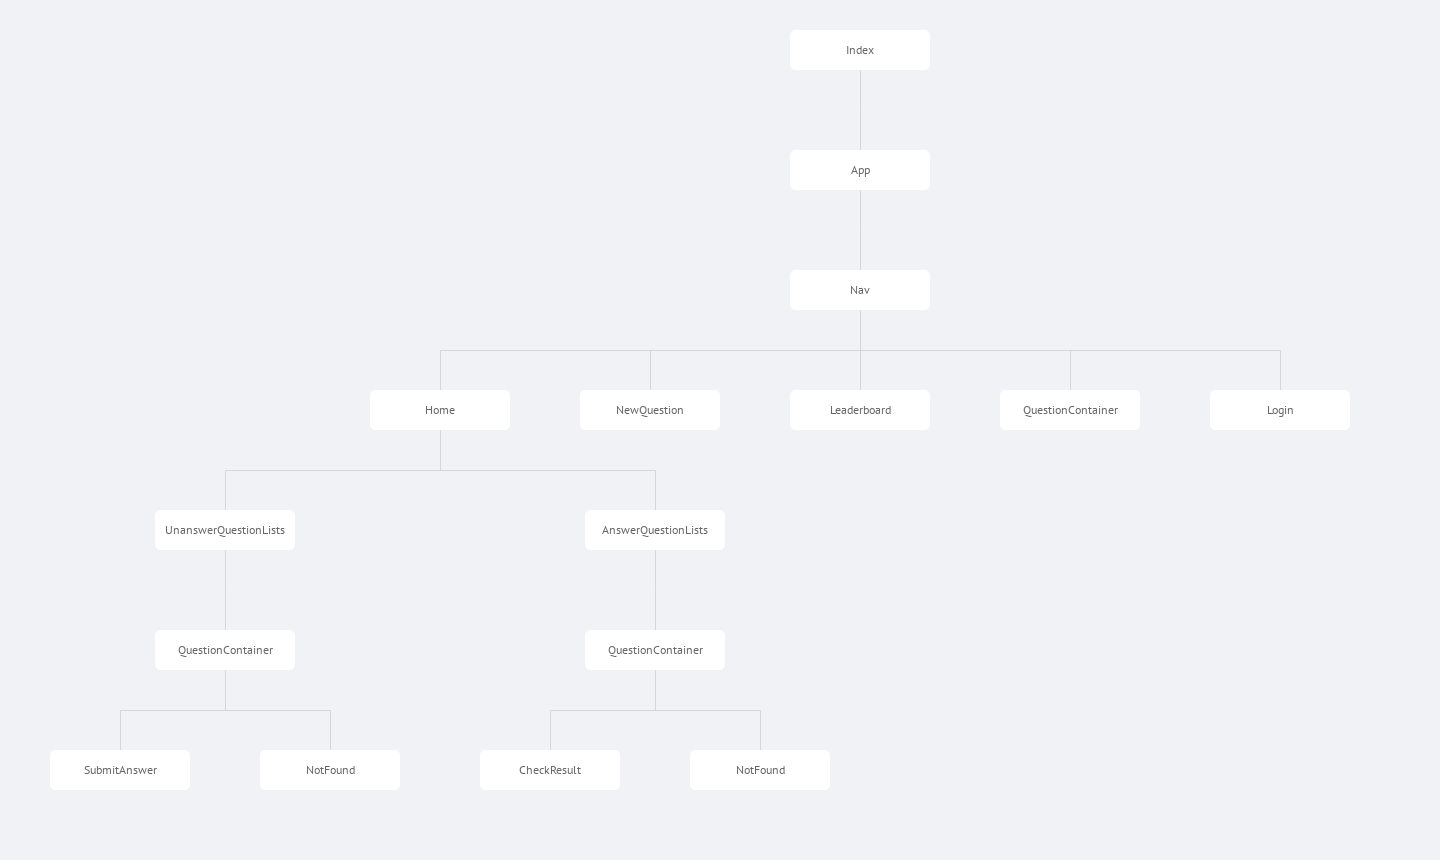 Index
App
Nav
Home
NewQuestion
Leaderboard
QuestionContainer
Login
UnanswerQuestionLists
AnswerQuestionLists
QuestionContainer
QuestionContainer
SubmitAnswer
NotFound
CheckResult
NotFound